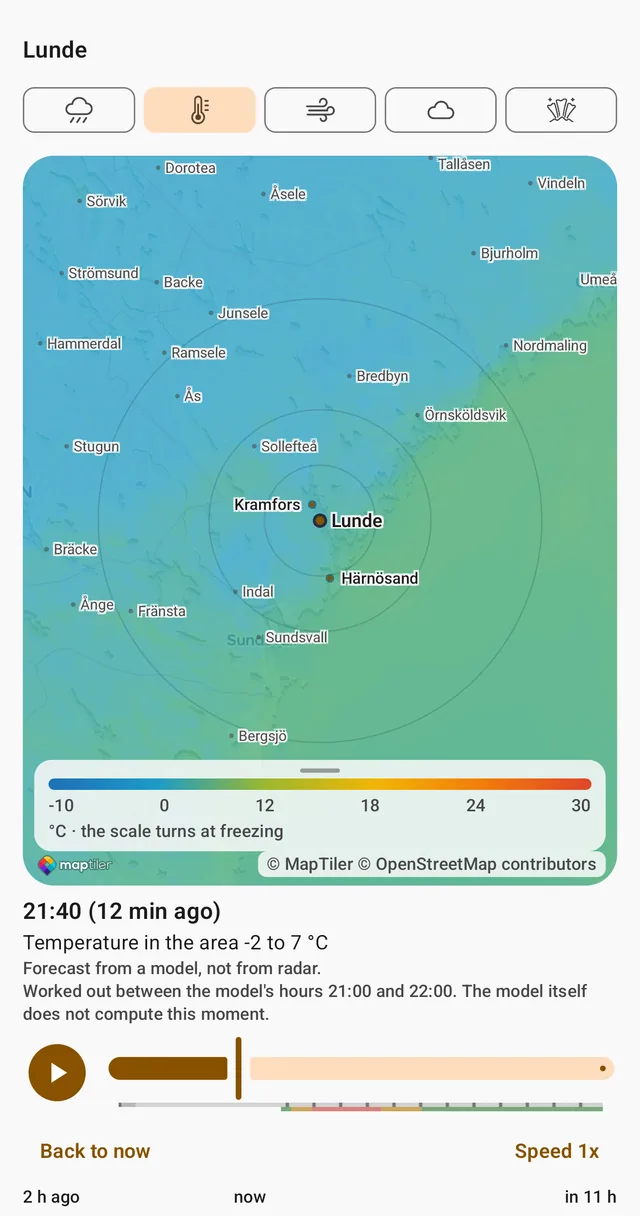 Lunde
Dorotea
Tallåsen
Vindeln
Åsele
Sörvik
Bjurholm
Strömsund
Backe
Umeå
Junsele
Hammerdal
Ramsele
Nordmaling
Bredbyn
Ås
Örnsköldsvik
Stugun
Sollefteå
Kramfors
Lunde
Bräcke
Härnösand
Indal
Ånge
Fränsta
Sundsvall
Bergsjö
-10 0 12 18 24 30
°C · the scale turns at freezing
maptiler
© MapTiler © OpenStreetMap contributors
21:40 (12 min ago)
Temperature in the area -2 to 7 °C
Forecast from a model, not from radar.
Worked out between the model's hours 21:00 and 22:00. The model itself
does not compute this moment.
Back to now
Speed 1x
2 h ago
now
in 11 h